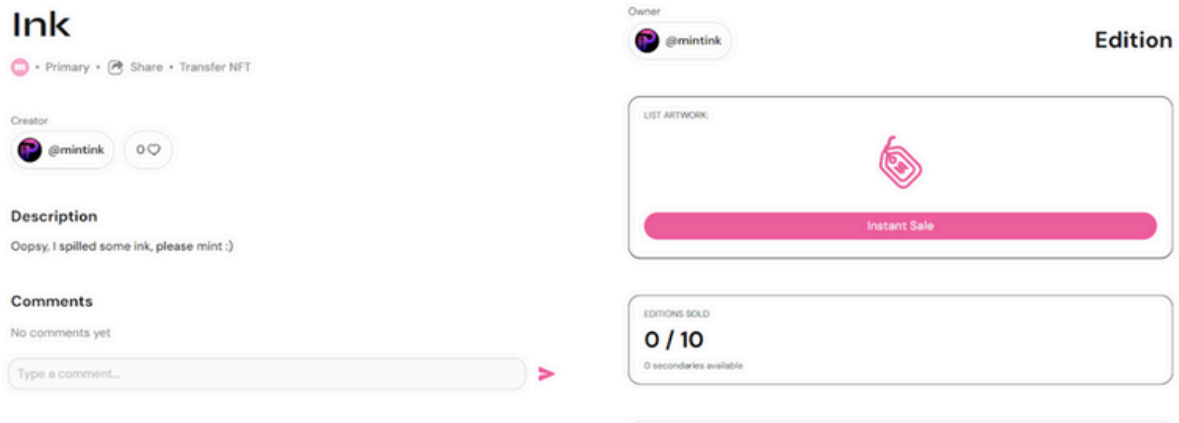 Ink
m • Primary • Share • Transfer NFT
Creator
@mintink
0
Description
Oopsy, I spilled some ink, please mint :)
Comments
No comments yet
Type a comment...
Owner
@mintink
Edition
LIST ARTWORK:
Instant Sale
EDITIONS SOLD
0 / 10
0 secondaries available